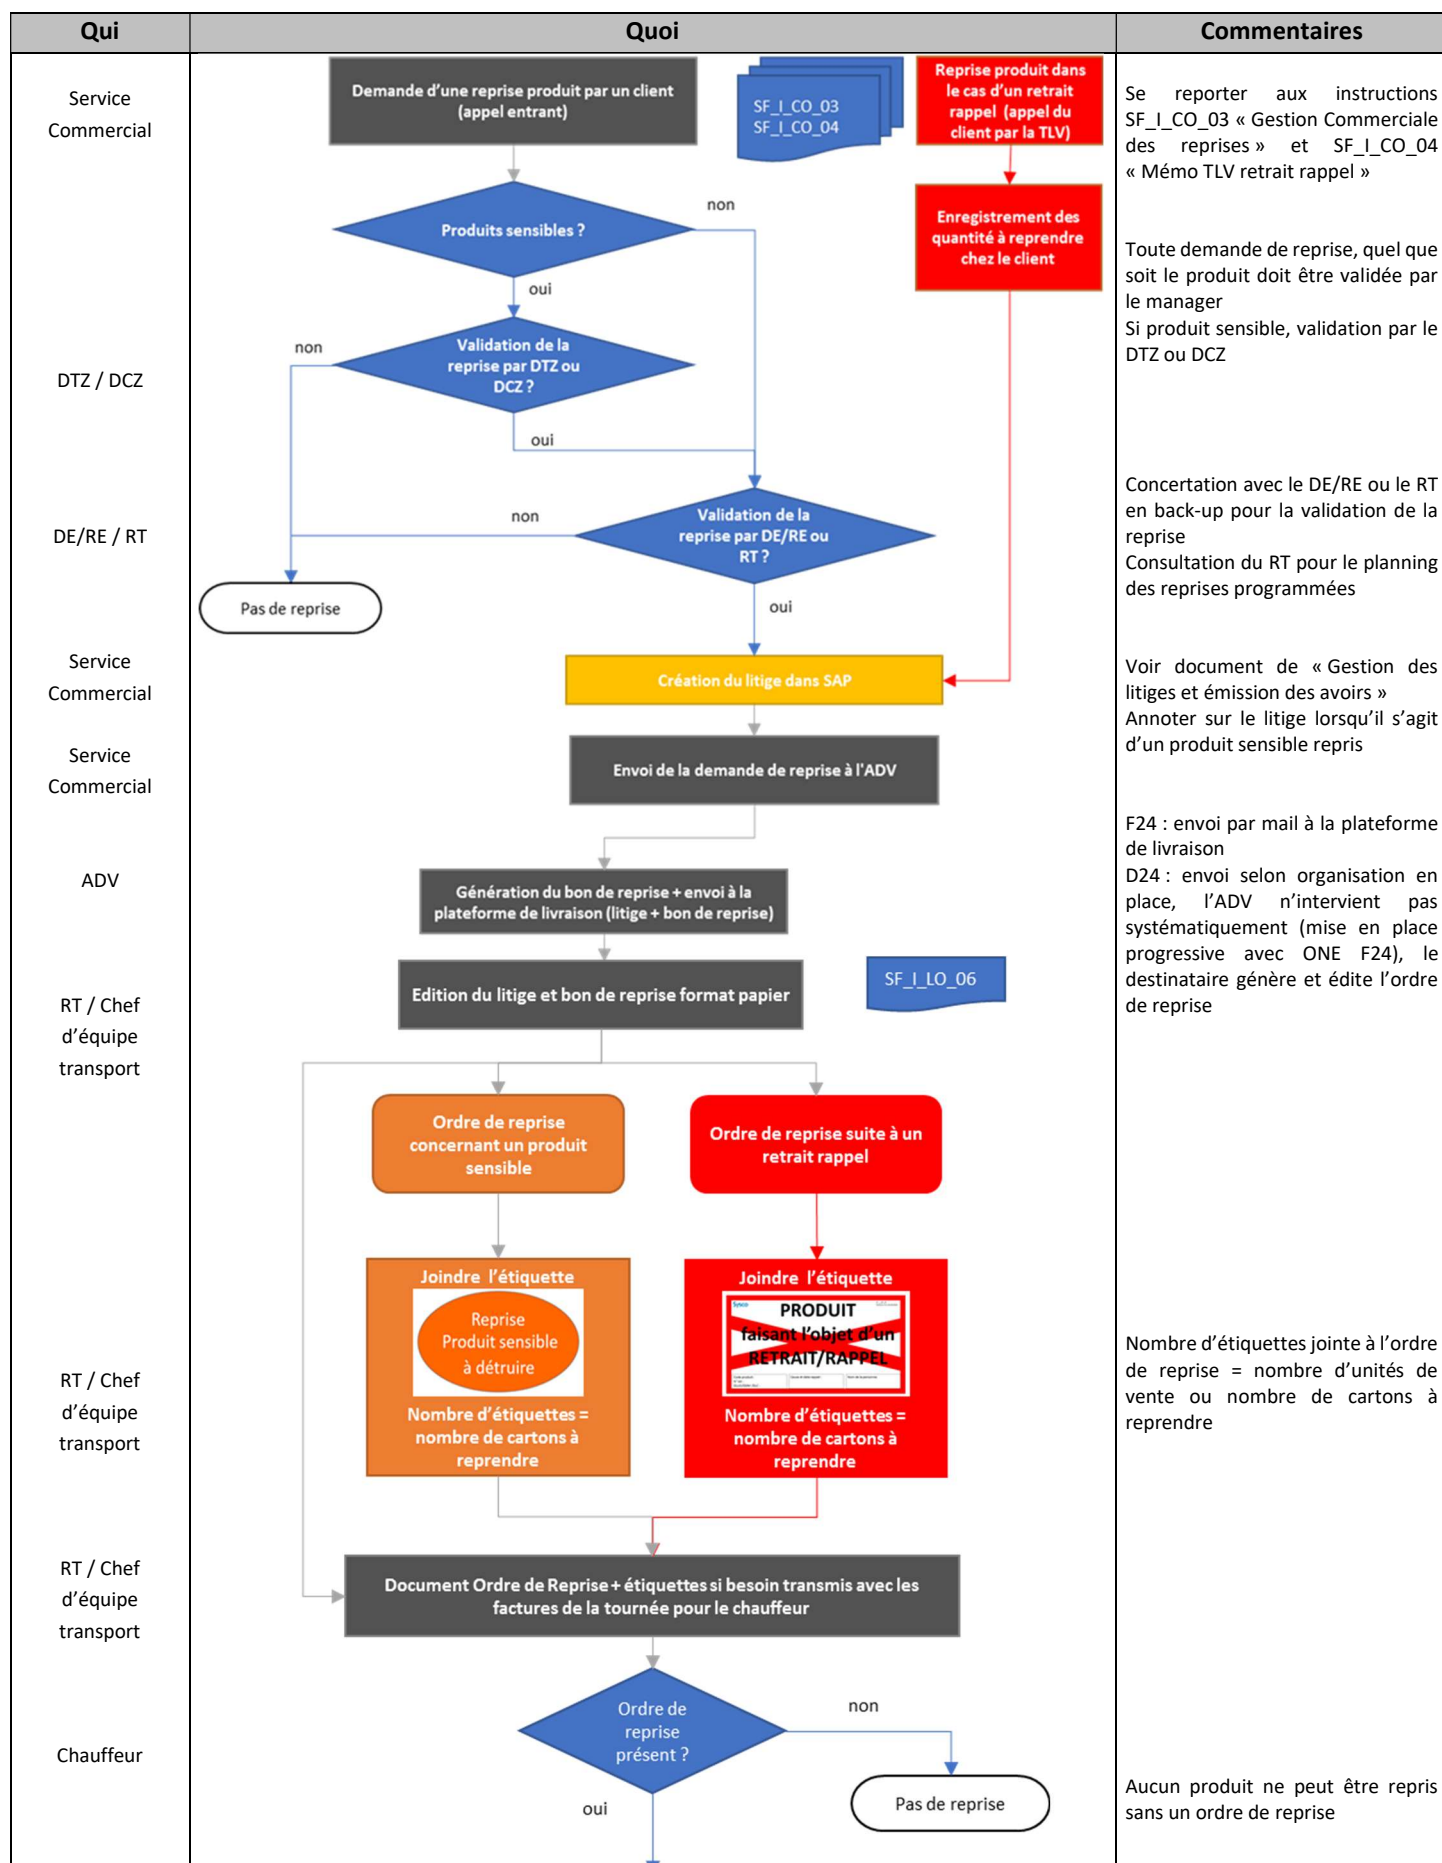 Qui
Quoi
Commentaires
Service
Commercial
Demande d'une reprise produit par un client
(appel entrant)
SF_I_CO_03
SF_I_CO_04
Reprise produit dans
le cas d'un retrait
rappel (appel du
client par la TLV)
Se reporter aux instructions
SF_I_CO_03 « Gestion Commerciale
des reprises » et SF_I_CO_04
« Mémo TLV retrait rappel »
Produits sensibles ?
non
oui
Enregistrement des
quantité à reprendre
chez le client
Toute demande de reprise, quel que
soit le produit doit être validée par
le manager
Si produit sensible, validation par le
DTZ ou DCZ
DTZ / DCZ
non
Validation de la
reprise par DTZ ou
DCZ ?
oui
DE/RE / RT
non
Validation de la
reprise par DE/RE ou
RT ?
oui
Pas de reprise
Concertation avec le DE/RE ou le RT
en back-up pour la validation de la
reprise
Consultation du RT pour le planning
des reprises programmées
Service
Commercial
Création du litige dans SAP
Voir document de « Gestion des
litiges et émission des avoirs »
Annoter sur le litige lorsqu'il s'agit
d'un produit sensible repris
Service
Commercial
Envoi de la demande de reprise à l'ADV
ADV
Génération du bon de reprise + envoi à la
plateforme de livraison (litige + bon de reprise)
F24 : envoi par mail à la plateforme
de livraison
D24 : envoi selon organisation en
place, l'ADV n'intervient pas
systématiquement (mise en place
progressive avec ONE F24), le
destinataire génère et édite l'ordre
de reprise
RT / Chef
d'équipe
transport
Edition du litige et bon de reprise format papier
SF_I_LO_06
Ordre de reprise
concernant un produit
sensible
Ordre de reprise suite à un
retrait rappel
RT / Chef
d'équipe
transport
Joindre l'étiquette
Reprise
Produit sensible
à détruire
Nombre d'étiquettes =
nombre de cartons à
reprendre
Joindre l'étiquette
Sysco
PRODUIT
faisant l'objet d'un
RETRAIT/RAPPEL
Nombre d'étiquettes =
nombre de cartons à
reprendre
Nombre d'étiquettes jointe à l'ordre
de reprise = nombre d'unités de
vente ou nombre de cartons à
reprendre
RT / Chef
d'équipe
transport
Document Ordre de Reprise + étiquettes si besoin transmis avec les
factures de la tournée pour le chauffeur
Chauffeur
Ordre de
reprise
présent ?
non
oui
Pas de reprise
Aucun produit ne peut être repris
sans un ordre de reprise